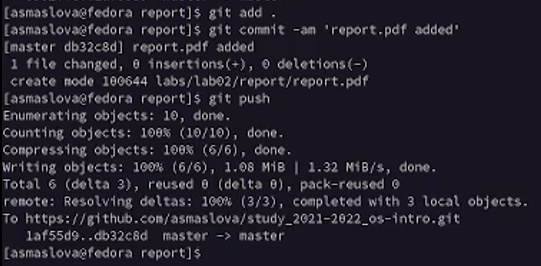 [asmaslova@fedora report]$ git add .
[asmaslova@fedora report]$ git commit -am 'report.pdf added'
[master db32c8d] report.pdf added
 1 file changed, 0 insertions(+), 0 deletions(-)
 create mode 100644 labs/lab02/report/report.pdf
[asmaslova@fedora report]$ git push
Enumerating objects: 10, done.
Counting objects: 100% (10/10), done.
Compressing objects: 100% (6/6), done.
Writing objects: 100% (6/6), 1.08 MiB | 1.32 MiB/s, done.
Total 6 (delta 3), reused 0 (delta 0), pack-reused 0
remote: Resolving deltas: 100% (3/3), completed with 3 local objects.
To https://github.com/asmaslova/study_2021-2022_os-intro.git
   1af55d9..db32c8d  master -> master
[asmaslova@fedora report]$